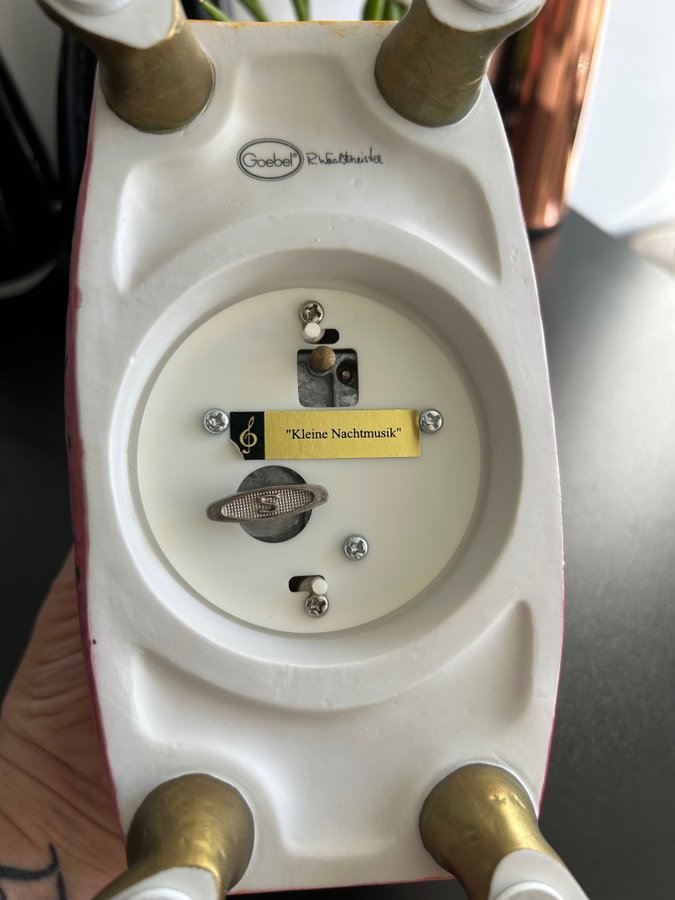 Goebel® R. Wachtmeister
"Kleine Nachtmusik"
S